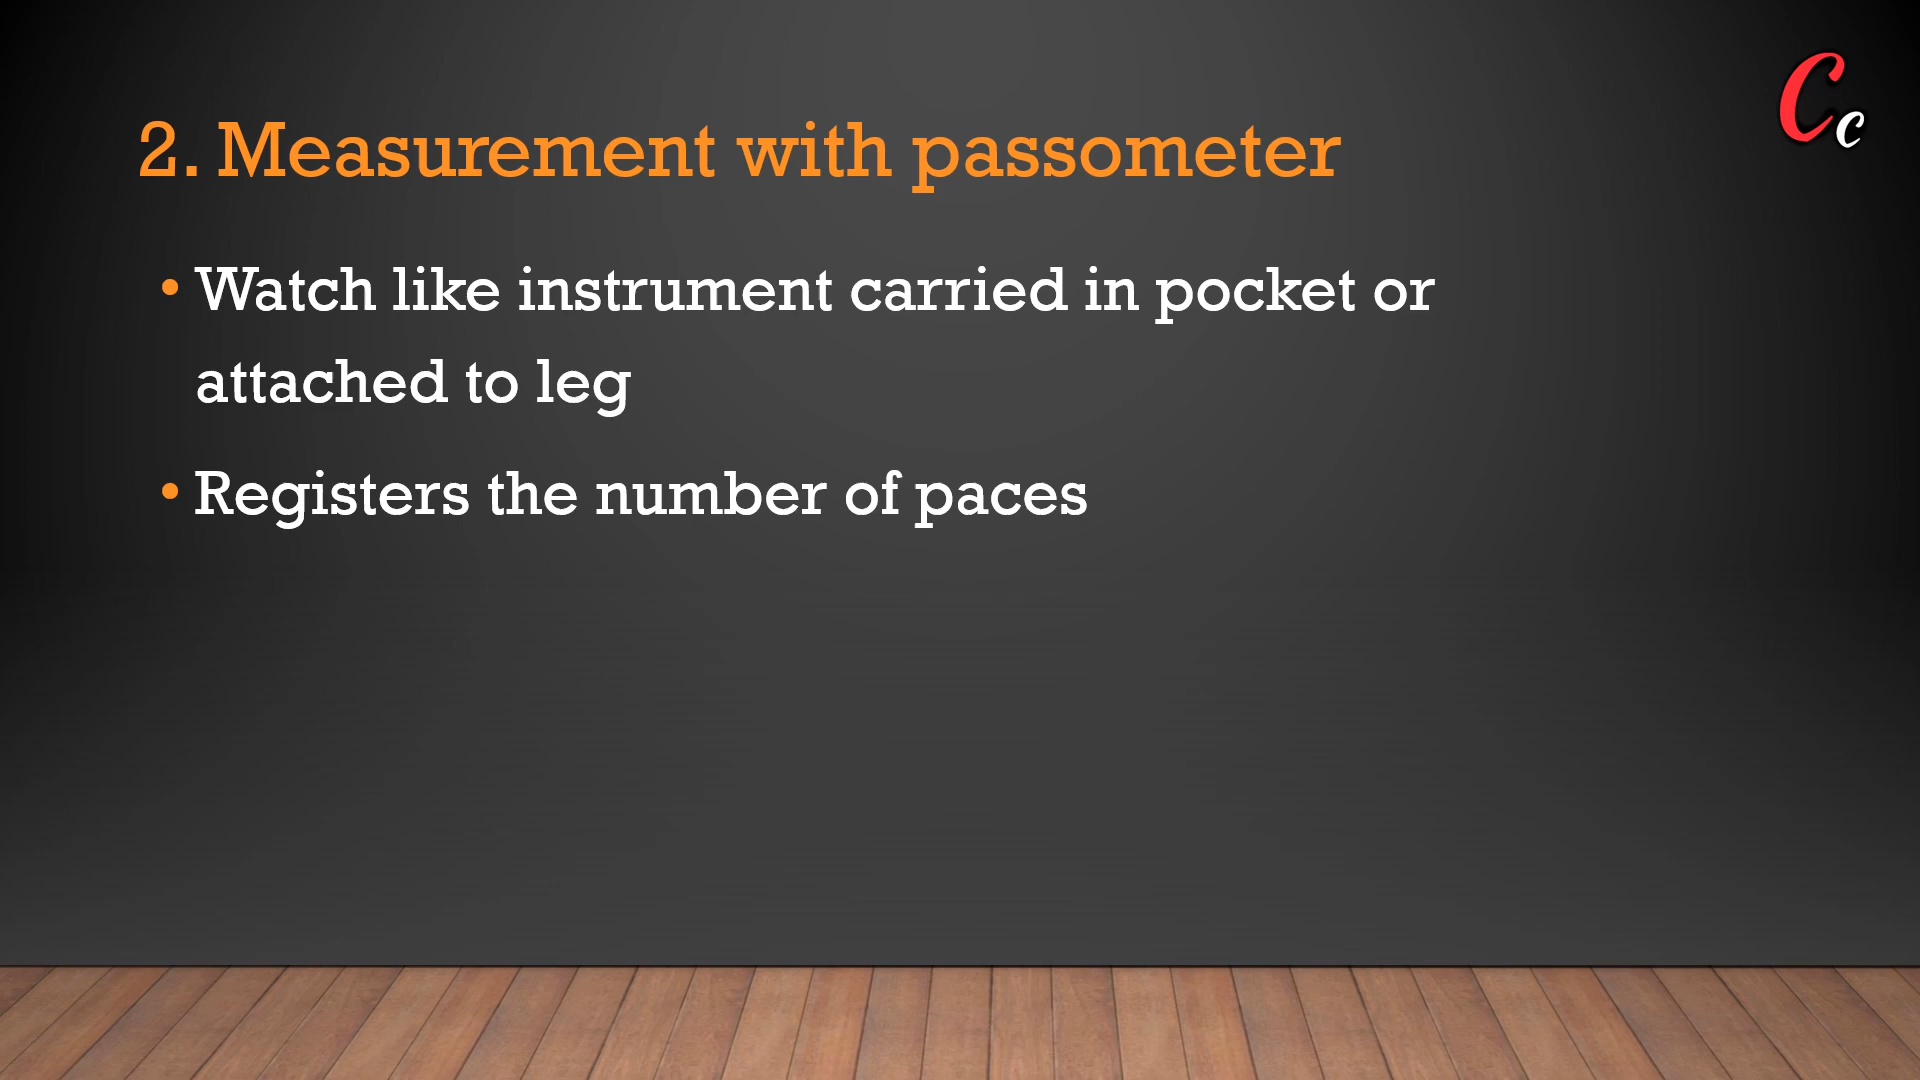 Cc
2. Measurement with passometer
• Watch like instrument carried in pocket or
attached to leg
• Registers the number of paces